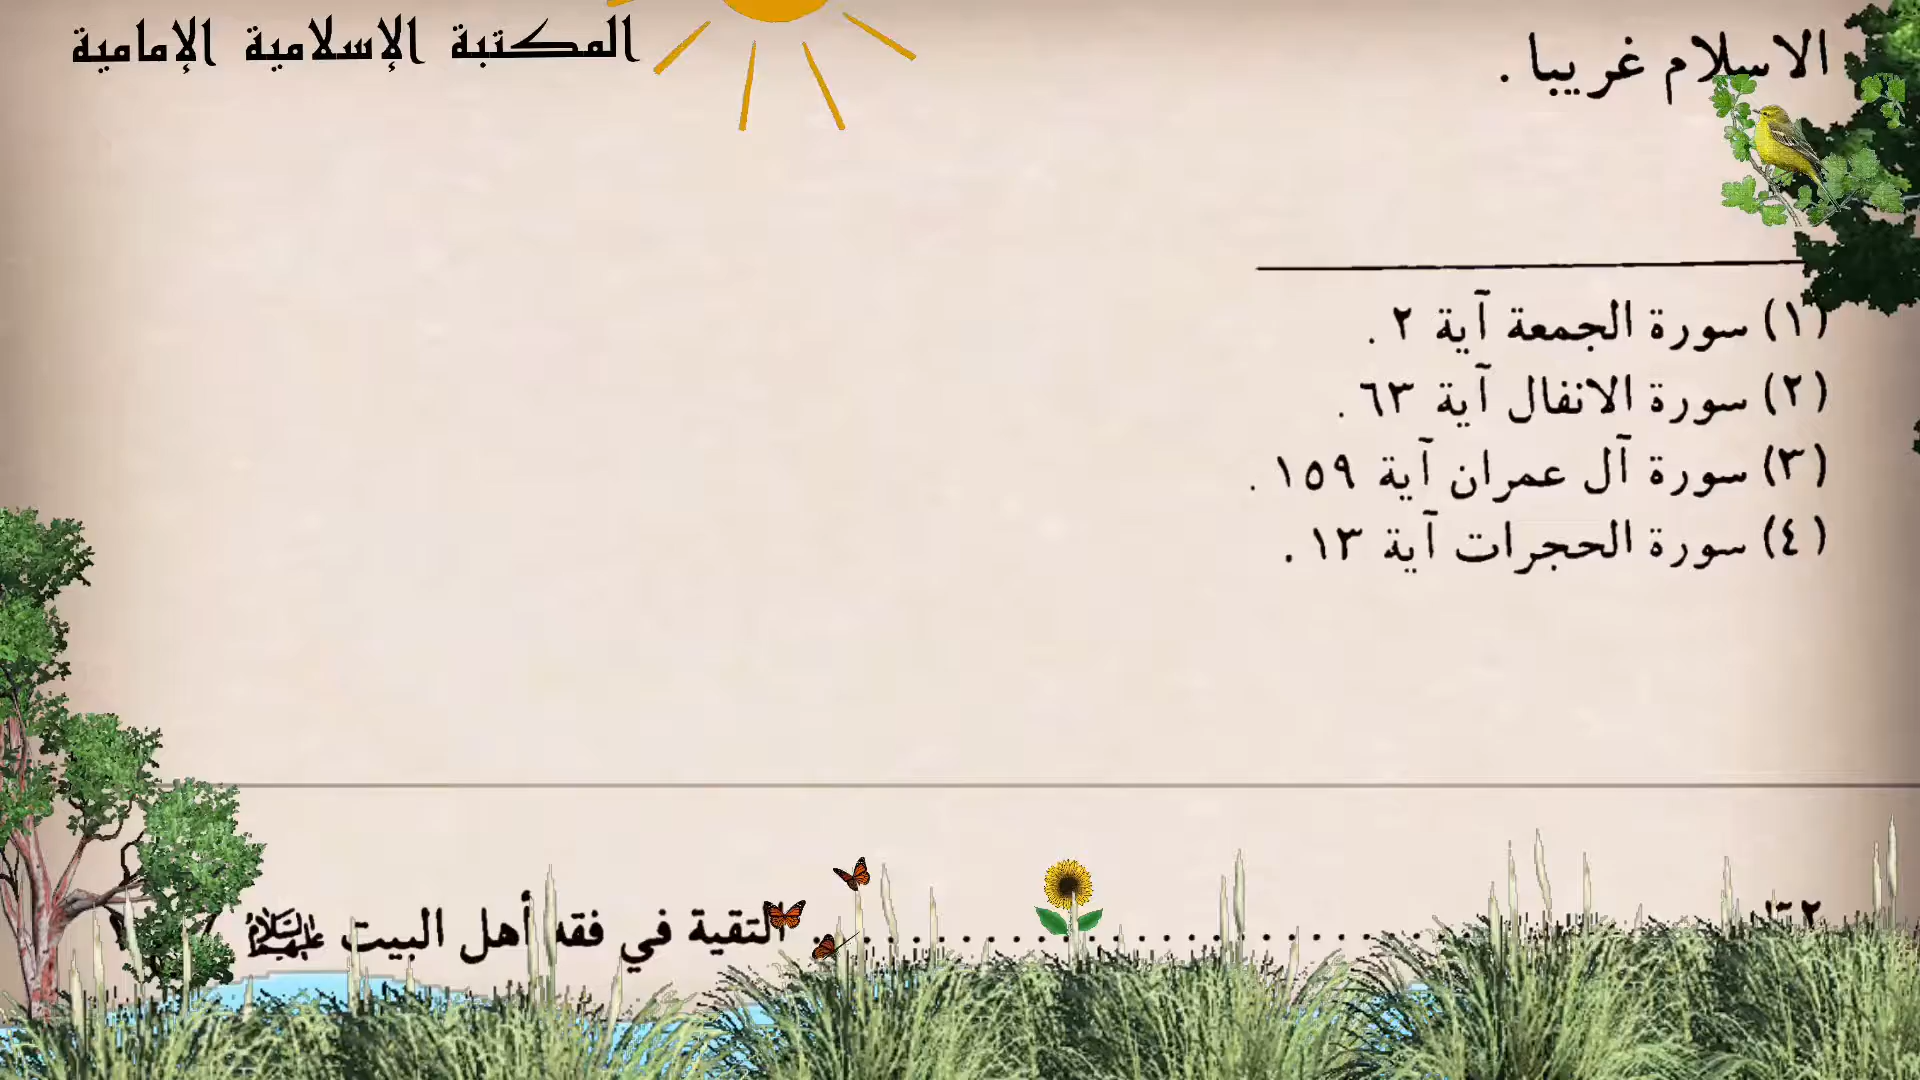 المكتبة الإسلامية الإمامية
الاسلام غريبا .
(١) سورة الجمعة آية ٢ .
(٢) سورة الانفال آية ٦٣ .
(٣) سورة آل عمران آية ١٥٩ .
(٤) سورة الحجرات آية ١٣ .
التقية في فقه أهل البيت عليهم السلام